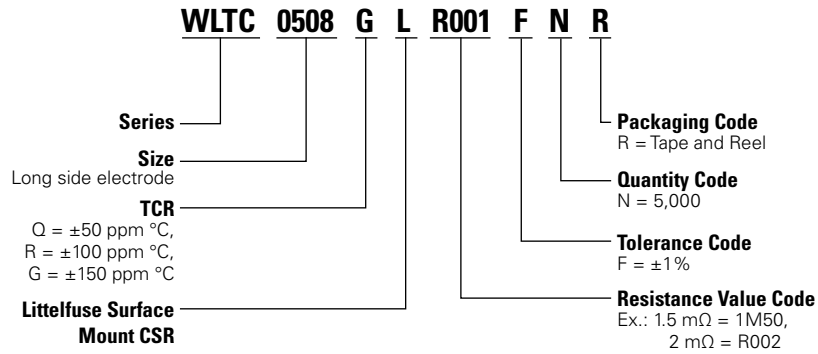 WLTC 0508 G L R001 F N R
Series
Size
Long side electrode
TCR
Q = ±50 ppm °C,
R = ±100 ppm °C,
G = ±150 ppm °C
Littelfuse Surface
Mount CSR
Packaging Code
R = Tape and Reel
Quantity Code
N = 5,000
Tolerance Code
F = ±1%
Resistance Value Code
Ex.: 1.5 mΩ = 1M50,
2 mΩ = R002